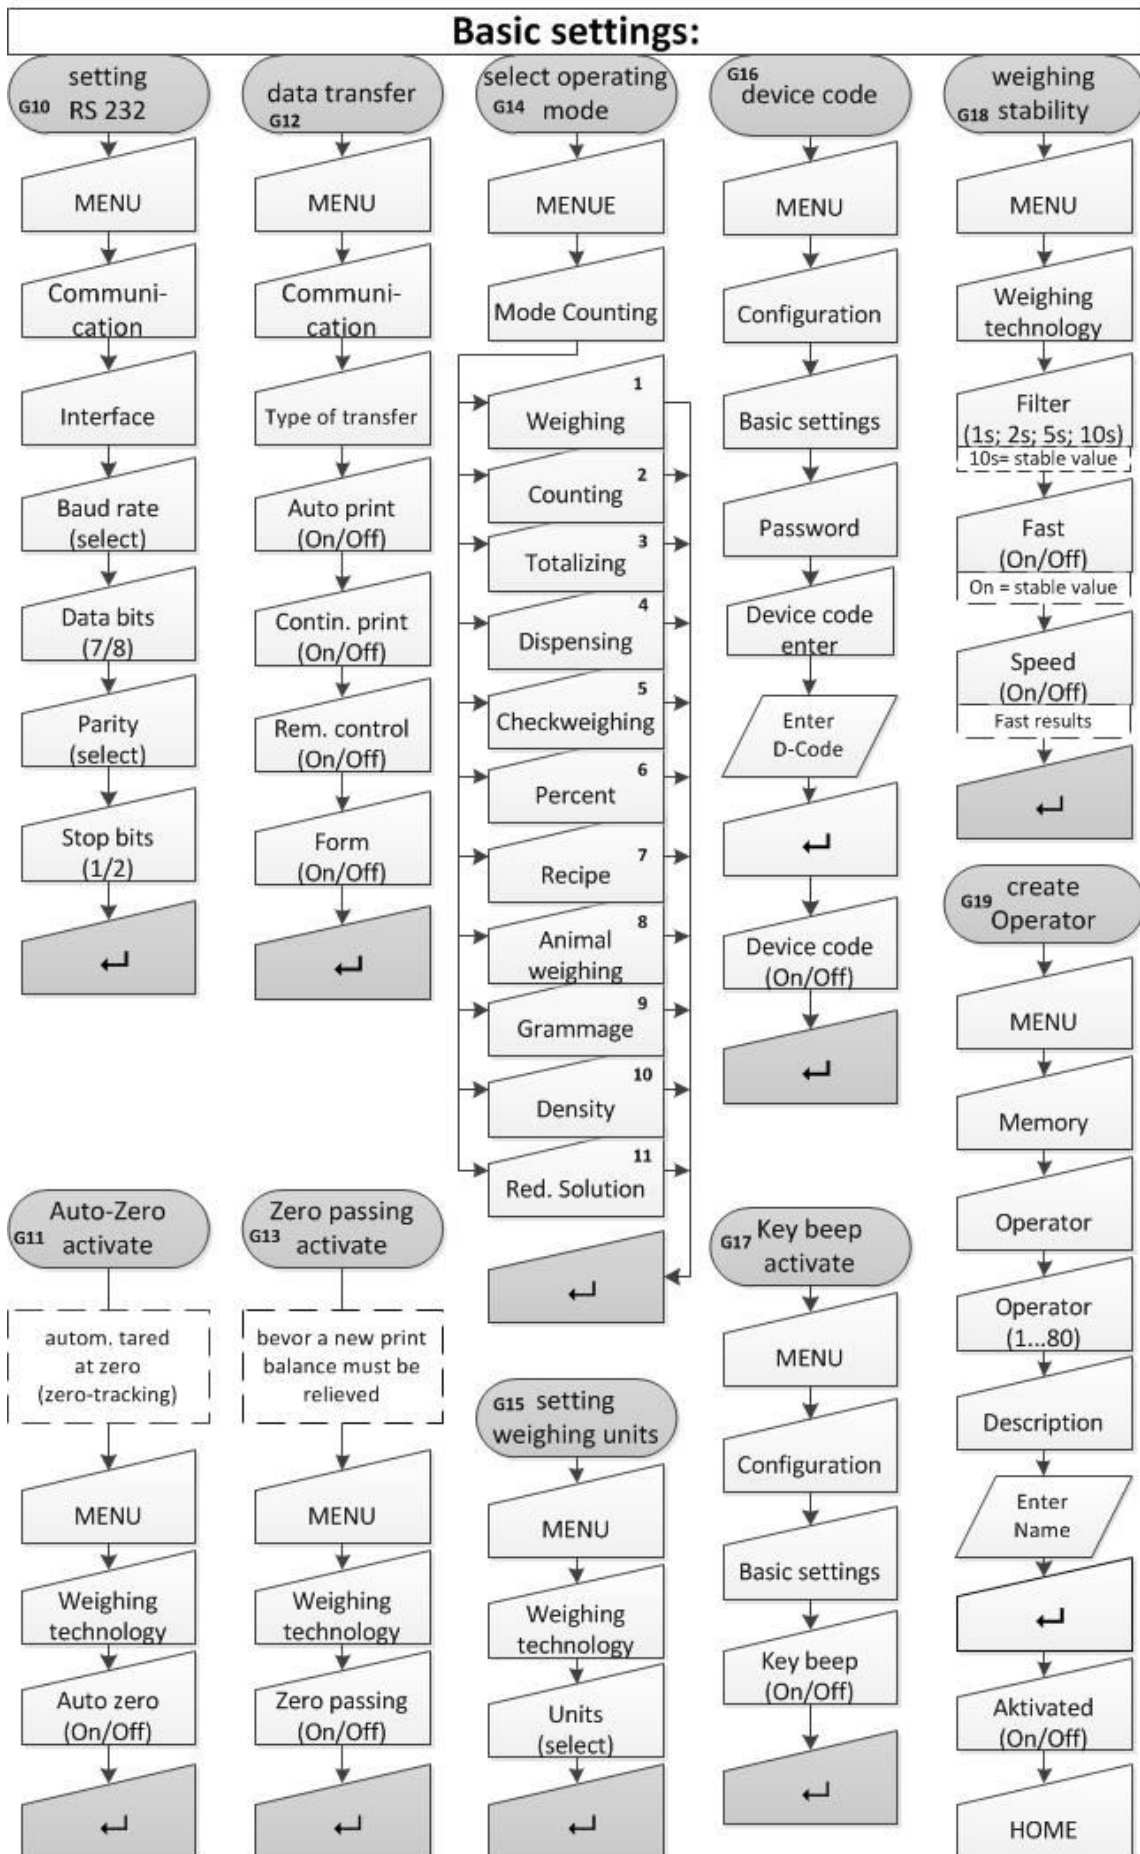 Basic settings:
setting
G10 RS 232
MENU
Communi-
cation
Interface
Baud rate
(select)
Data bits
(7/8)
Parity
(select)
Stop bits
(1/2)
↵
G11 Auto-Zero
activate
autom. tared
at zero
(zero-tracking)
MENU
Weighing
technology
Auto zero
(On/Off)
↵
data transfer
G12
MENU
Communi-
cation
Type of transfer
Auto print
(On/Off)
Contin. print
(On/Off)
Rem. control
(On/Off)
Form
(On/Off)
↵
Zero passing
G13 activate
bevor a new print
balance must be
relieved
MENU
Weighing
technology
Zero passing
(On/Off)
↵
select operating
G14 mode
MENUE
Mode Counting
1
Weighing
2
Counting
3
Totalizing
4
Dispensing
5
Checkweighing
6
Percent
7
Recipe
8
Animal
weighing
9
Grammage
10
Density
11
Red. Solution
↵
G15 setting
weighing units
MENU
Weighing
technology
Units
(select)
↵
G16
device code
MENU
Configuration
Basic settings
Password
Device code
enter
Enter
D-Code
↵
Device code
(On/Off)
↵
G17 Key beep
activate
MENU
Configuration
Basic settings
Key beep
(On/Off)
↵
weighing
G18 stability
MENU
Weighing
technology
Filter
(1s; 2s; 5s; 10s)
10s= stable value
Fast
(On/Off)
On = stable value
Speed
(On/Off)
Fast results
↵
G19 create
Operator
MENU
Memory
Operator
Operator
(1...80)
Description
Enter
Name
↵
Aktivated
(On/Off)
HOME